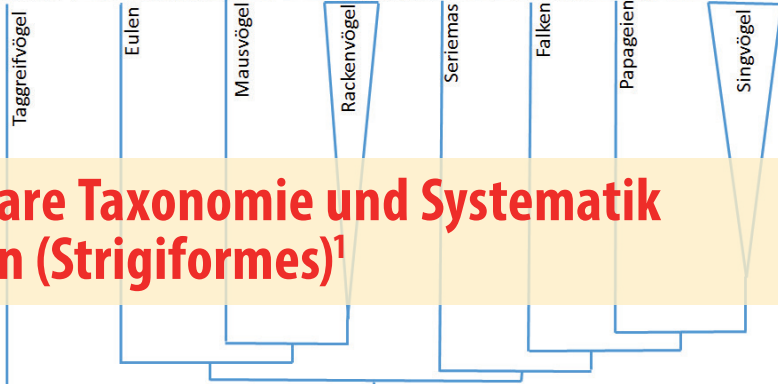 Taggreifvögel
Eulen
Mausvögel
Rackenvögel
Seriemas
Falken
Papageien
Singvögel
are Taxonomie und Systematik
n (Strigiformes)¹